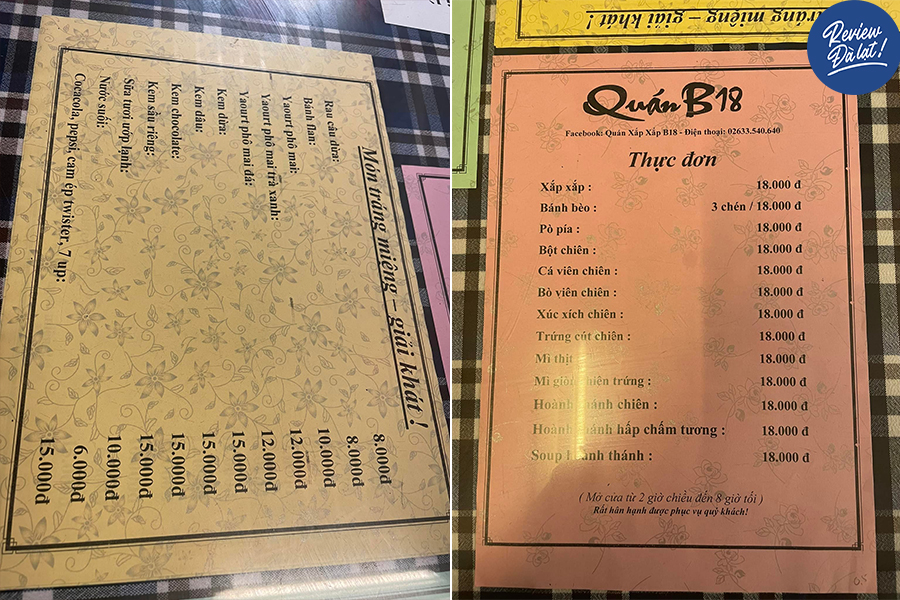 Món tráng miệng – giải khát !
Rau câu dừa: 8.000đ
Bánh flan: 8.000đ
Yaourt phô mai: 10.000đ
Yaourt phô mai trà xanh: 12.000đ
Yaourt phô mai đá: 12.000đ
Kem dừa: 15.000đ
Kem dâu: 15.000đ
Kem chocolate: 15.000đ
Kem sầu riêng: 15.000đ
Sữa tươi ướp lạnh: 10.000đ
Nước suối: 6.000đ
Cocacola, pepsi, cam ép twister, 7 up: 15.000đ
tráng miệng – giải khát !
Review
Đà lạt!
Quán B18
Facebook: Quán Xắp Xắp B18 - Điện thoại: 02633.540.640
Thực đơn
Xắp xắp : 18.000 đ
Bánh bèo : 3 chén / 18.000 đ
Pò pía : 18.000 đ
Bột chiên : 18.000 đ
Cá viên chiên : 18.000 đ
Bò viên chiên : 18.000 đ
Xúc xích chiên : 18.000 đ
Trứng cút chiên : 18.000 đ
Mì thịt 18.000 đ
Mì giòn chiên trứng : 18.000 đ
Hoành thánh chiên : 18.000 đ
Hoành thánh hấp chấm tương : 18.000 đ
Soup hoành thánh : 18.000 đ
( Mở cửa từ 2 giờ chiều đến 8 giờ tối )
Rất hân hạnh được phục vụ quý khách!